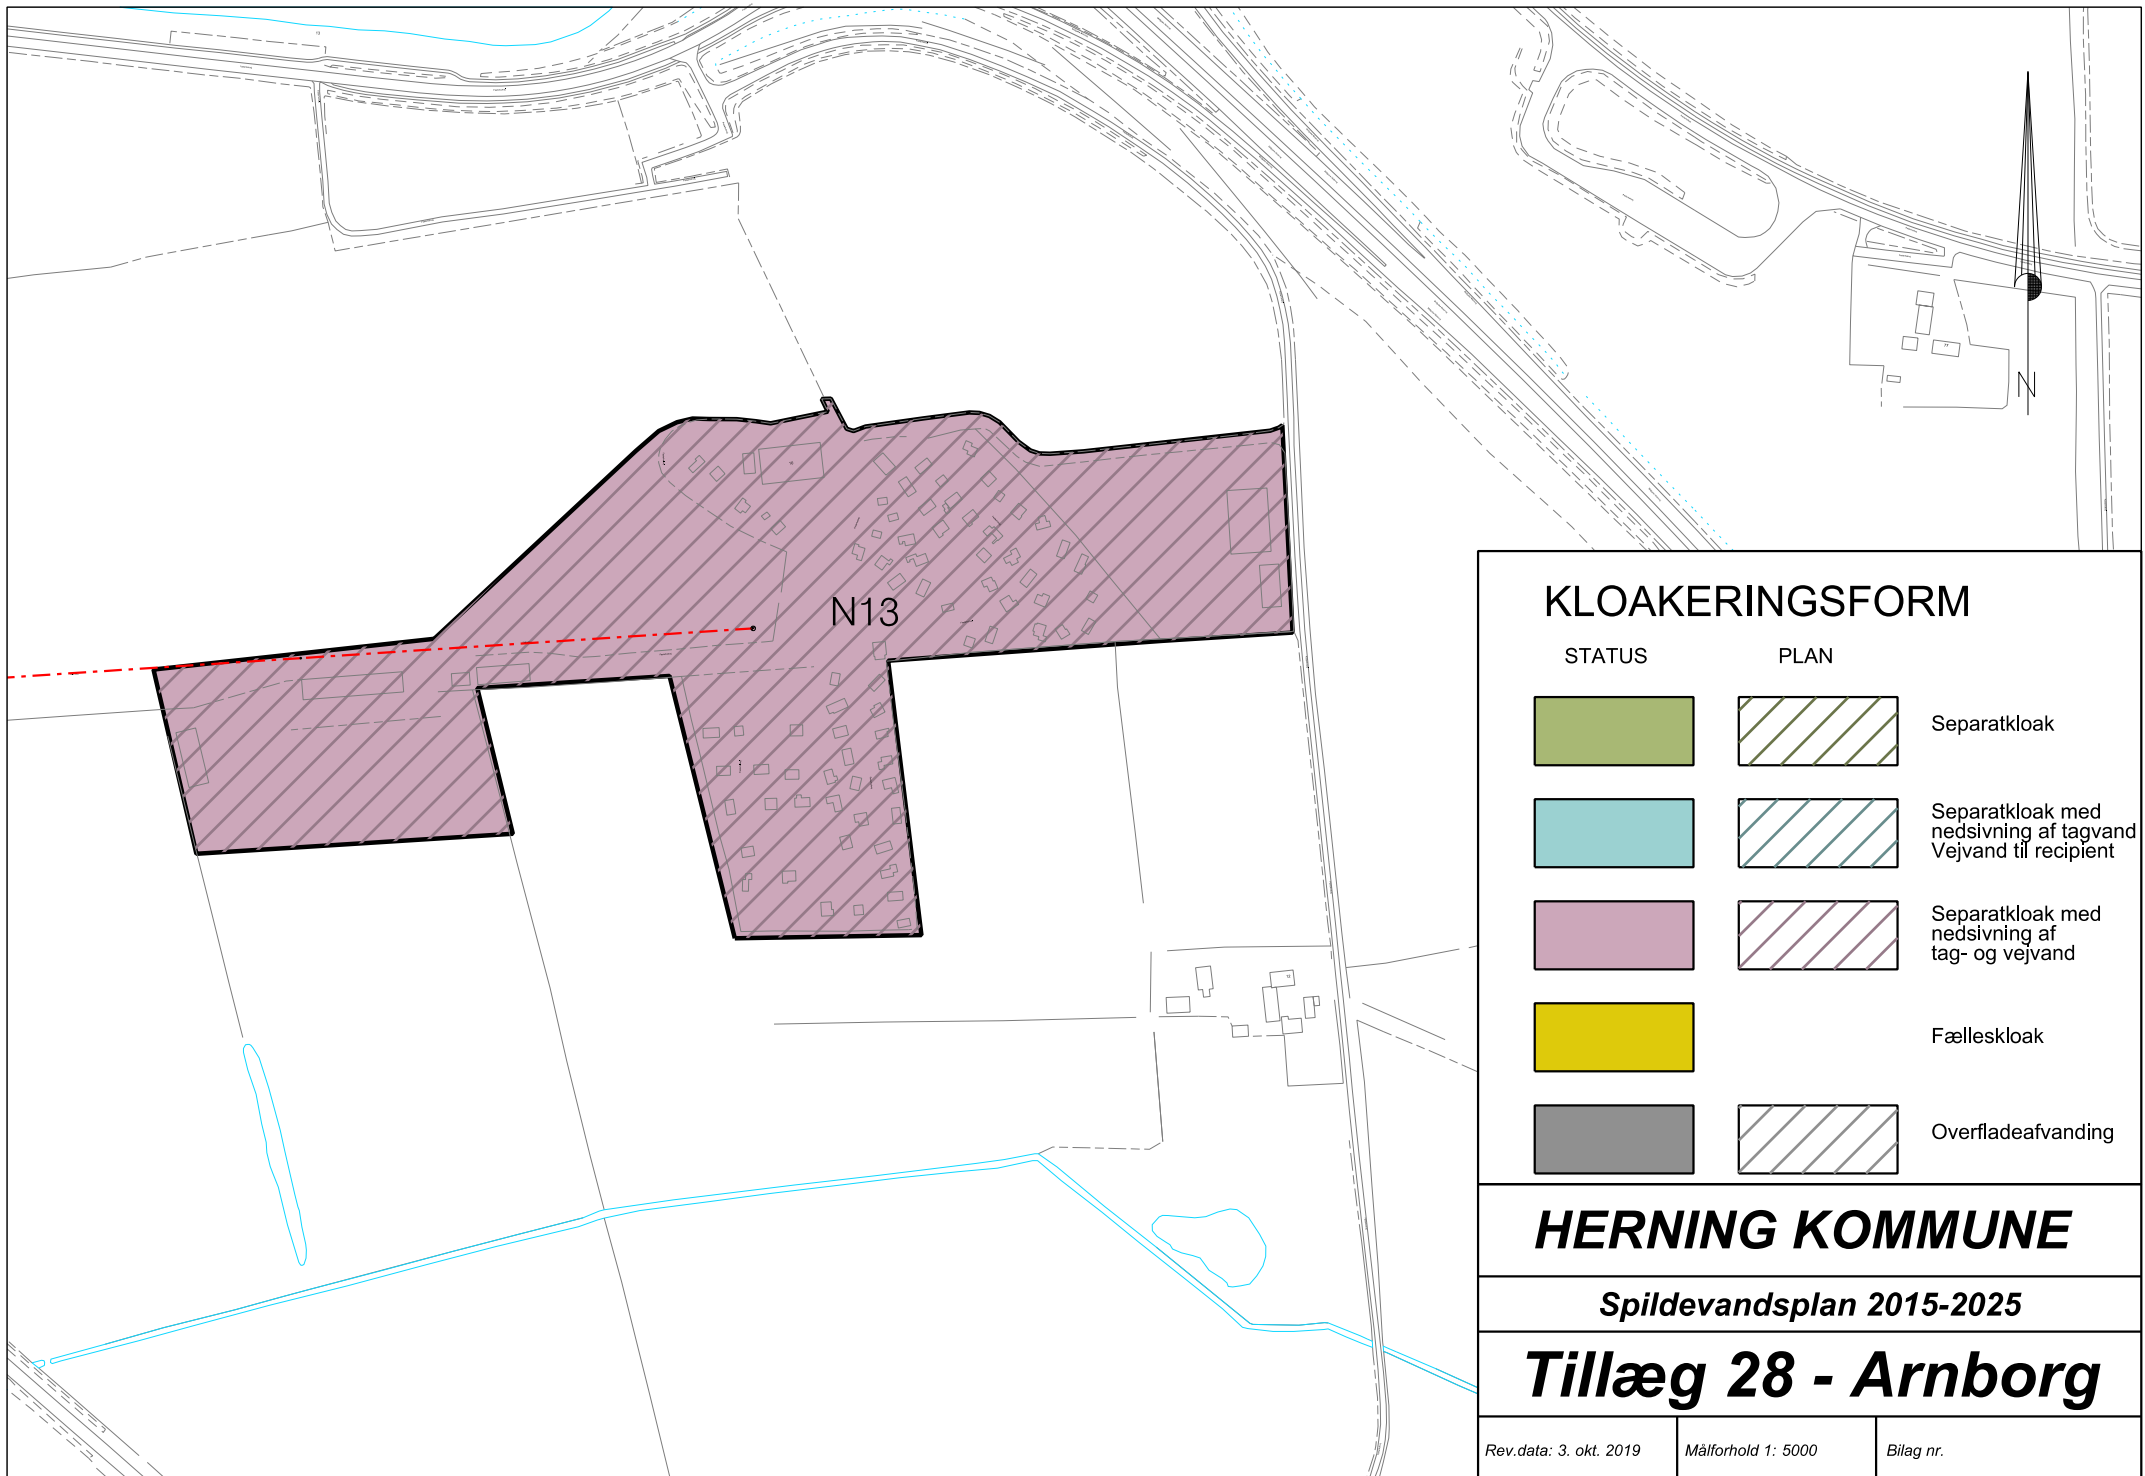 N13
N
KLOAKERINGSFORM
STATUS PLAN
Separatkloak
Separatkloak med
nedsivning af tagvand
Vejvand til recipient
Separatkloak med
nedsivning af
tag- og vejvand
Fælleskloak
Overfladeafvanding
HERNING KOMMUNE
Spildevandsplan 2015-2025
Tillæg 28 - Arnborg
Rev.data: 3. okt. 2019 Målforhold 1: 5000 Bilag nr.